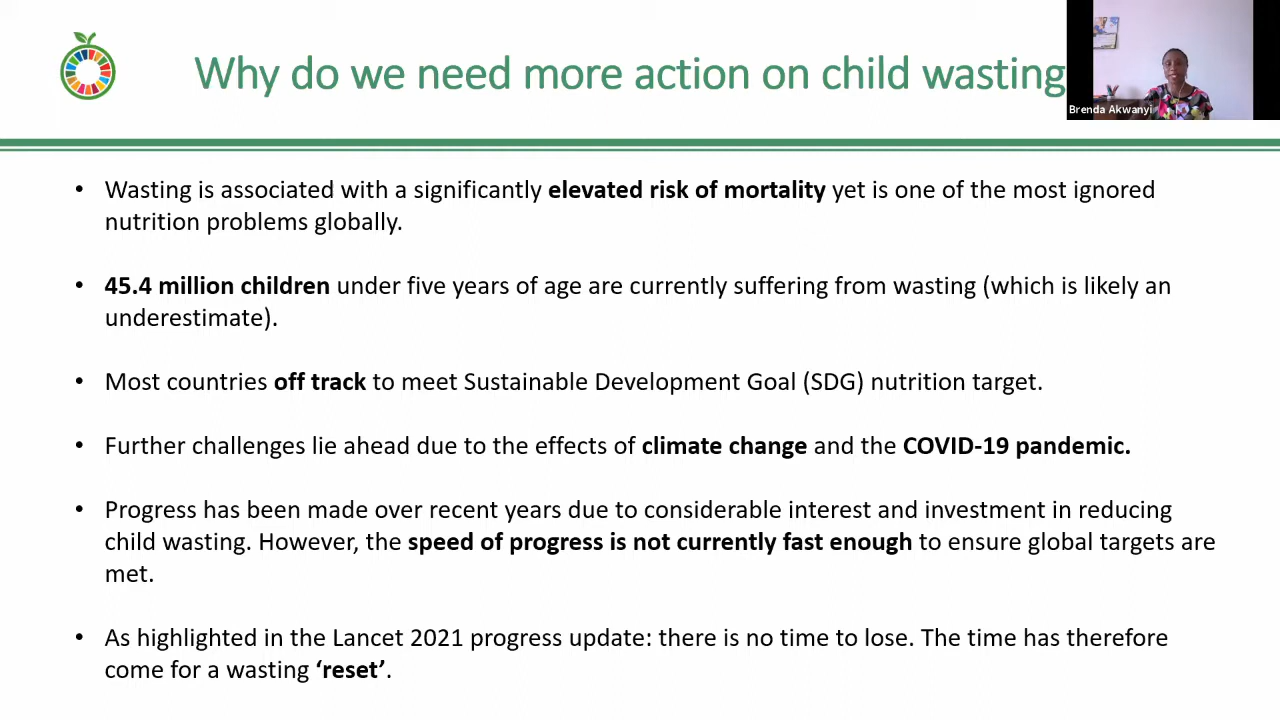 Why do we need more action on child wasting
Brenda Akwanyi
• Wasting is associated with a significantly elevated risk of mortality yet is one of the most ignored
nutrition problems globally.
• 45.4 million children under five years of age are currently suffering from wasting (which is likely an
underestimate).
• Most countries off track to meet Sustainable Development Goal (SDG) nutrition target.
• Further challenges lie ahead due to the effects of climate change and the COVID-19 pandemic.
• Progress has been made over recent years due to considerable interest and investment in reducing
child wasting. However, the speed of progress is not currently fast enough to ensure global targets are
met.
• As highlighted in the Lancet 2021 progress update: there is no time to lose. The time has therefore
come for a wasting ‘reset’.